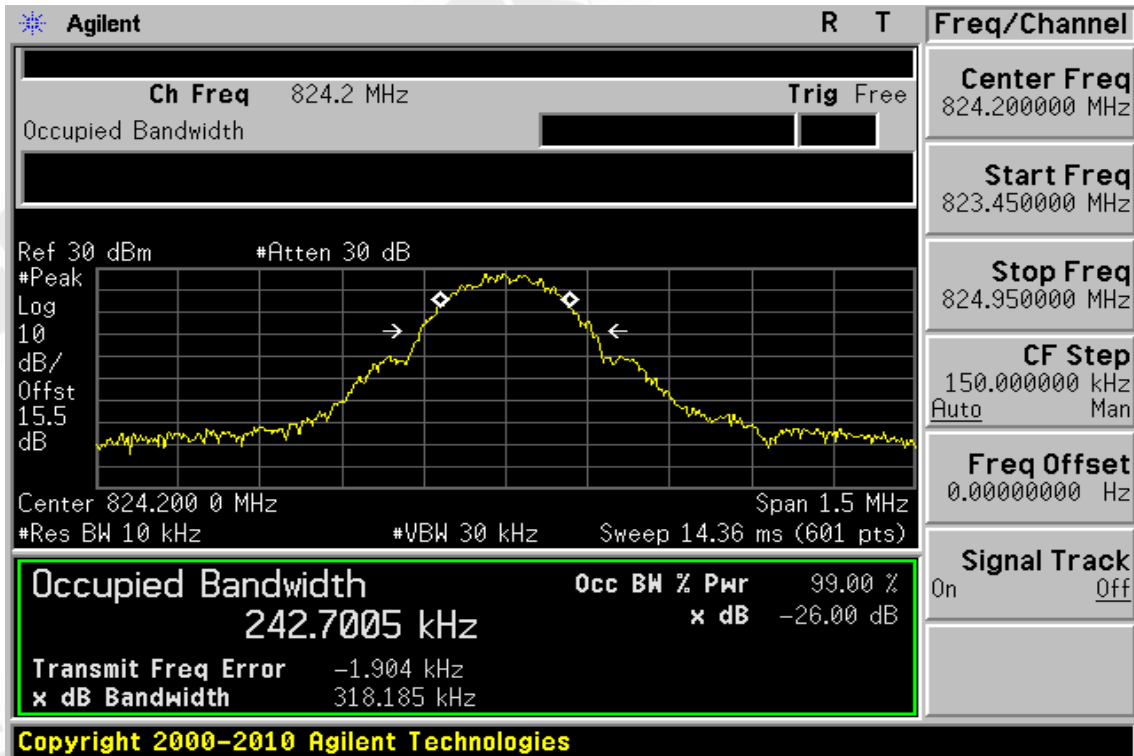 Agilent R T
Freq/Channel
Ch Freq 824.2 MHz Trig Free
Occupied Bandwidth
Center Freq
824.200000 MHz
Start Freq
823.450000 MHz
Stop Freq
824.950000 MHz
CF Step
150.000000 kHz
Auto Man
Freq Offset
0.00000000 Hz
Signal Track
On Off
Ref 30 dBm #Atten 30 dB
#Peak
Log
10
dB/
Offst
15.5
dB
Center 824.200 0 MHz Span 1.5 MHz
#Res BW 10 kHz #VBW 30 kHz Sweep 14.36 ms (601 pts)
Occupied Bandwidth
242.7005 kHz
Occ BW % Pwr 99.00 %
x dB -26.00 dB
Transmit Freq Error -1.904 kHz
x dB Bandwidth 318.185 kHz
Copyright 2000-2010 Agilent Technologies